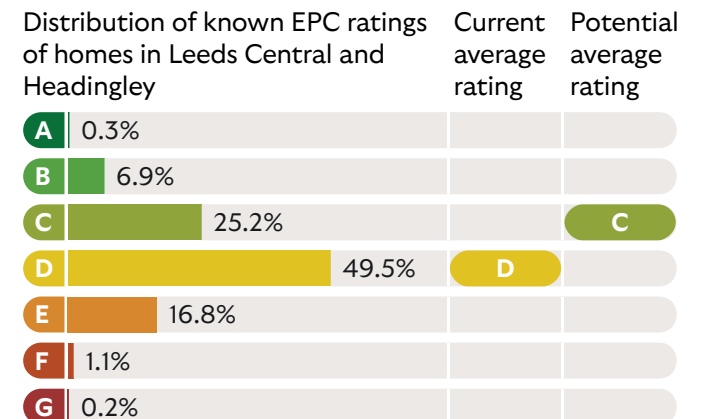 Distribution of known EPC ratings
of homes in Leeds Central and
Headingley
Current
average
rating
Potential
average
rating
A 0.3%
B 6.9%
C 25.2% C
D 49.5% D
E 16.8%
F 1.1%
G 0.2%